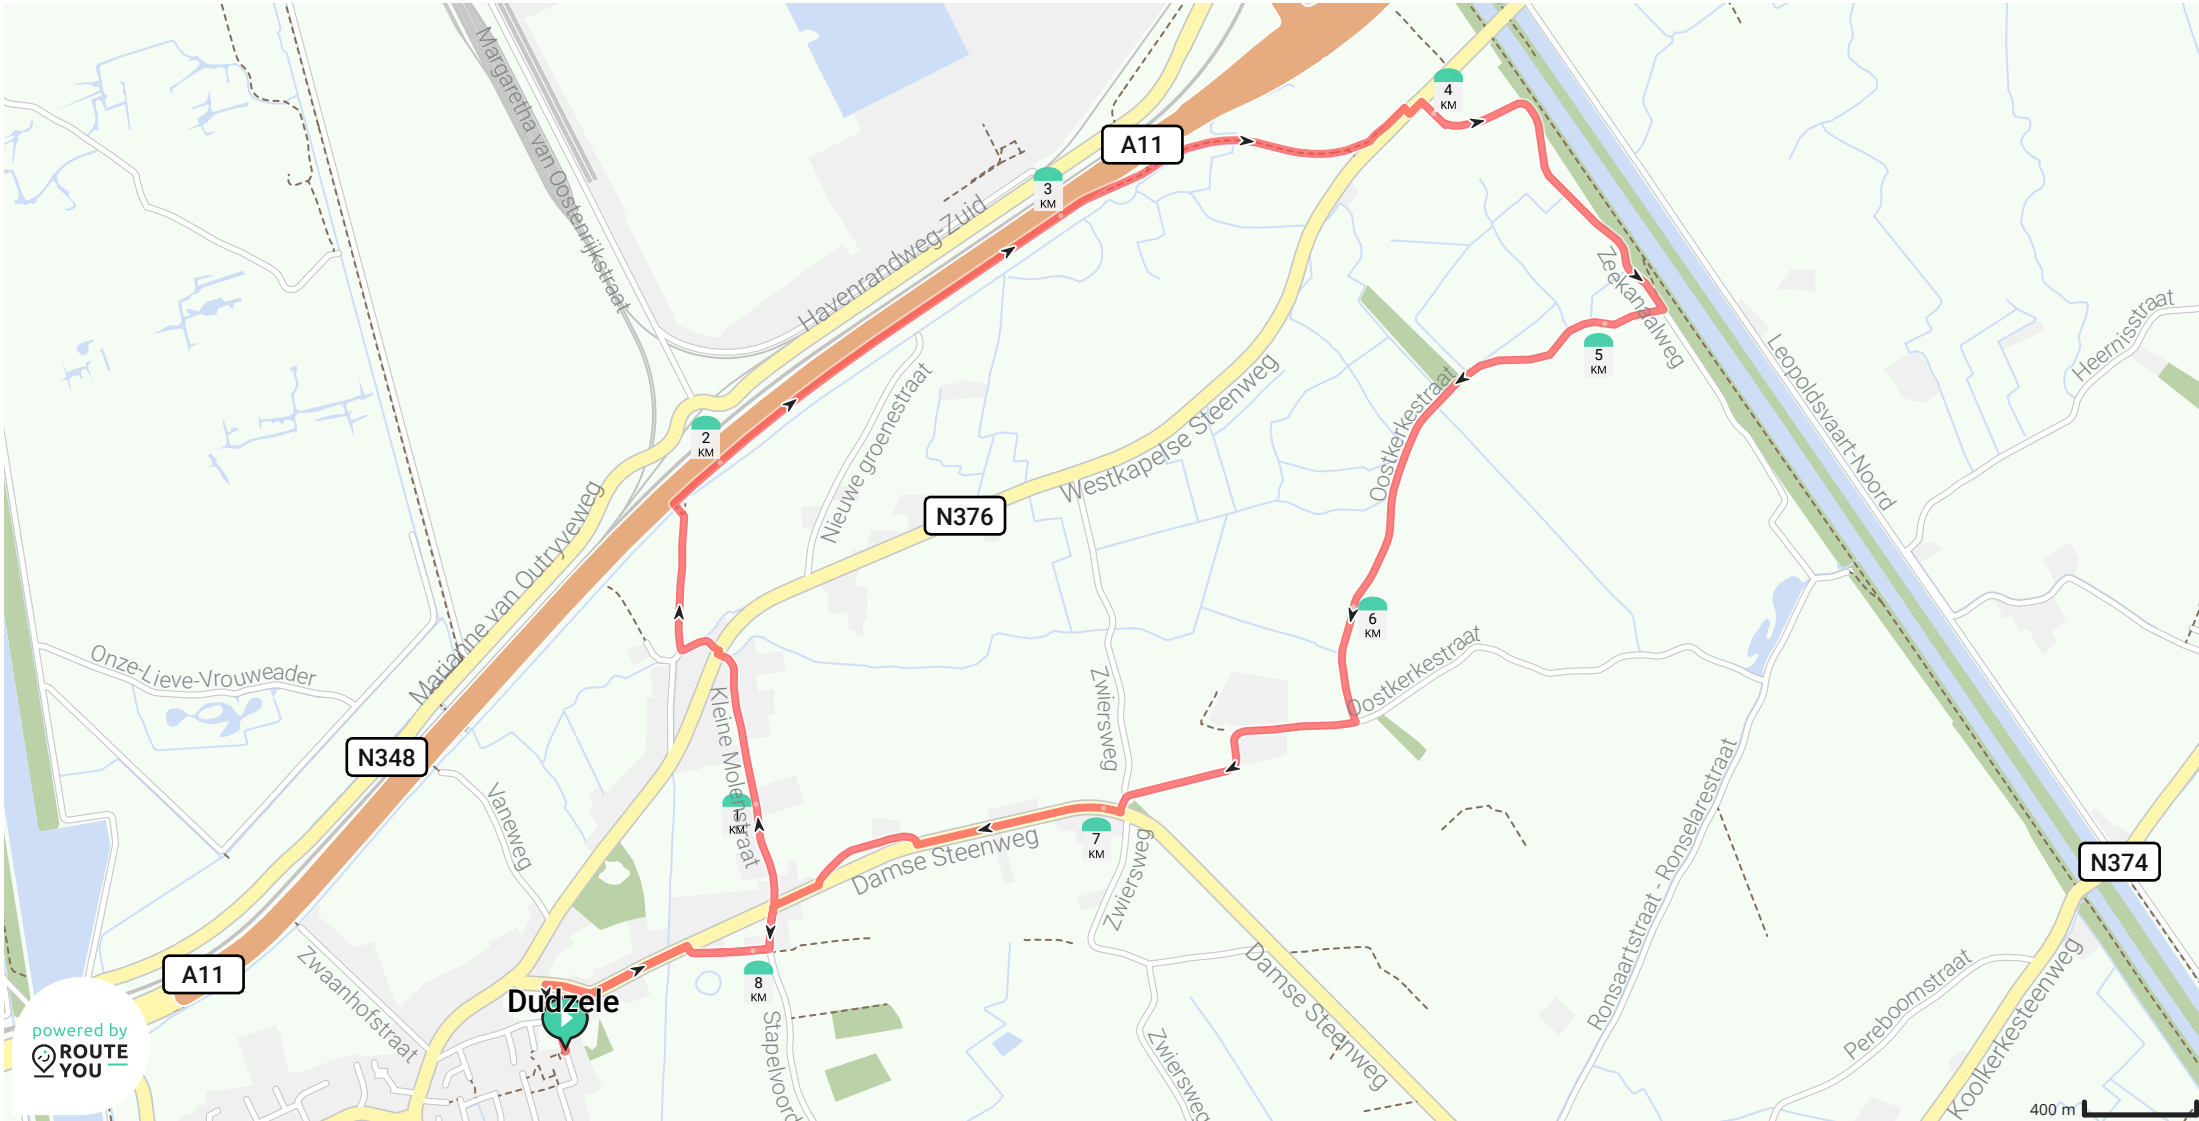 Margaretha van Oostenrijkstraat
4
KM
A11
3
KM
Havenrandweg-Zuid
Zeekanaalweg
Leopoldsvaart-Noord
Heernisstraat
5
KM
2
KM
Nieuwe groenestraat
Westkapelse Steenweg
Oostkerkestraat
N376
Marianne van Outryveweg
Onze-Lieve-Vrouweader
6
KM
Oostkerkestraat
Zwiersweg
Kleine Molenstraat
N348
Vaneweg
1
KM
7
KM
Damse Steenweg
Zwiersweg
Ronsaartstraat - Ronselarestraat
N374
A11
Zwaanhofstraat
Dudzele
8
KM
Stapelvoord
Damse Steenweg
Zwiersweg
Pereboomstraat
Koolkerkesteenweg
powered by
ROUTE
YOU
400 m